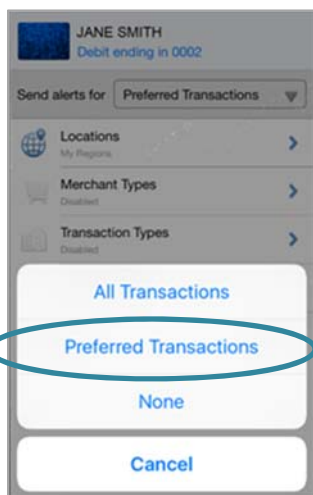 JANE SMITH
Debit ending in 0002
Send alerts for Preferred Transactions
Locations
My Regions
Merchant Types
Disabled
Transaction Types
Disabled
All Transactions
Preferred Transactions
None
Cancel